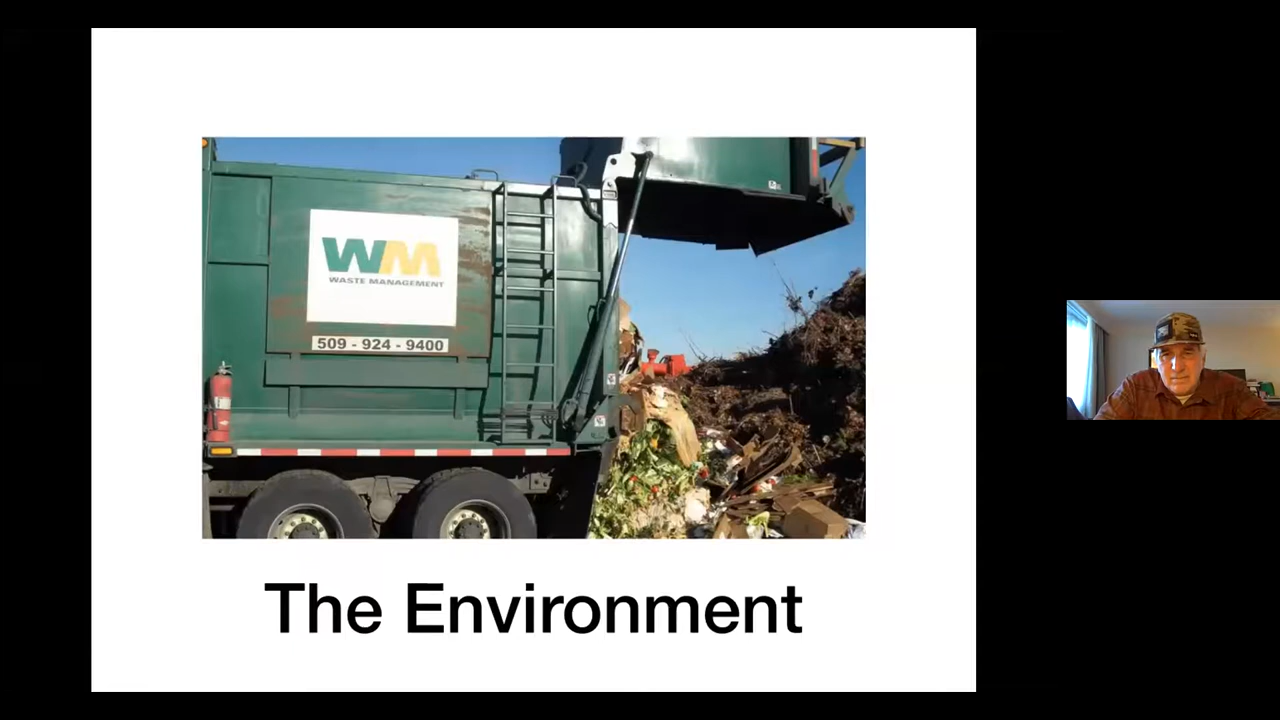 WM
WASTE MANAGEMENT
509 - 924 - 9400
The Environment